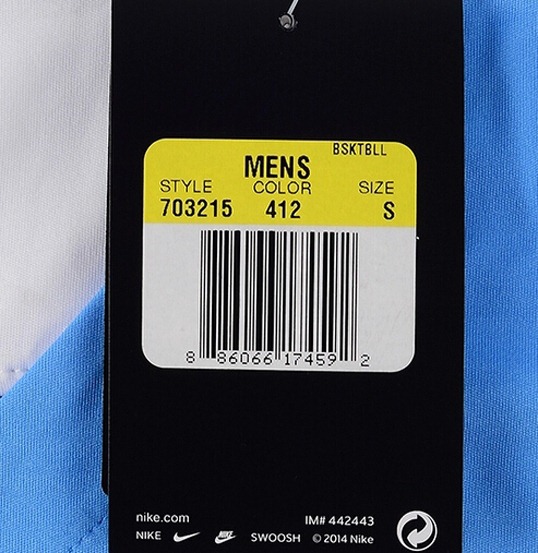 BSKTBLL
MENS
STYLE COLOR SIZE
703215 412 S
8 86066 17459 2
nike.com IM# 442443
NIKE SWOOSH © 2014 Nike